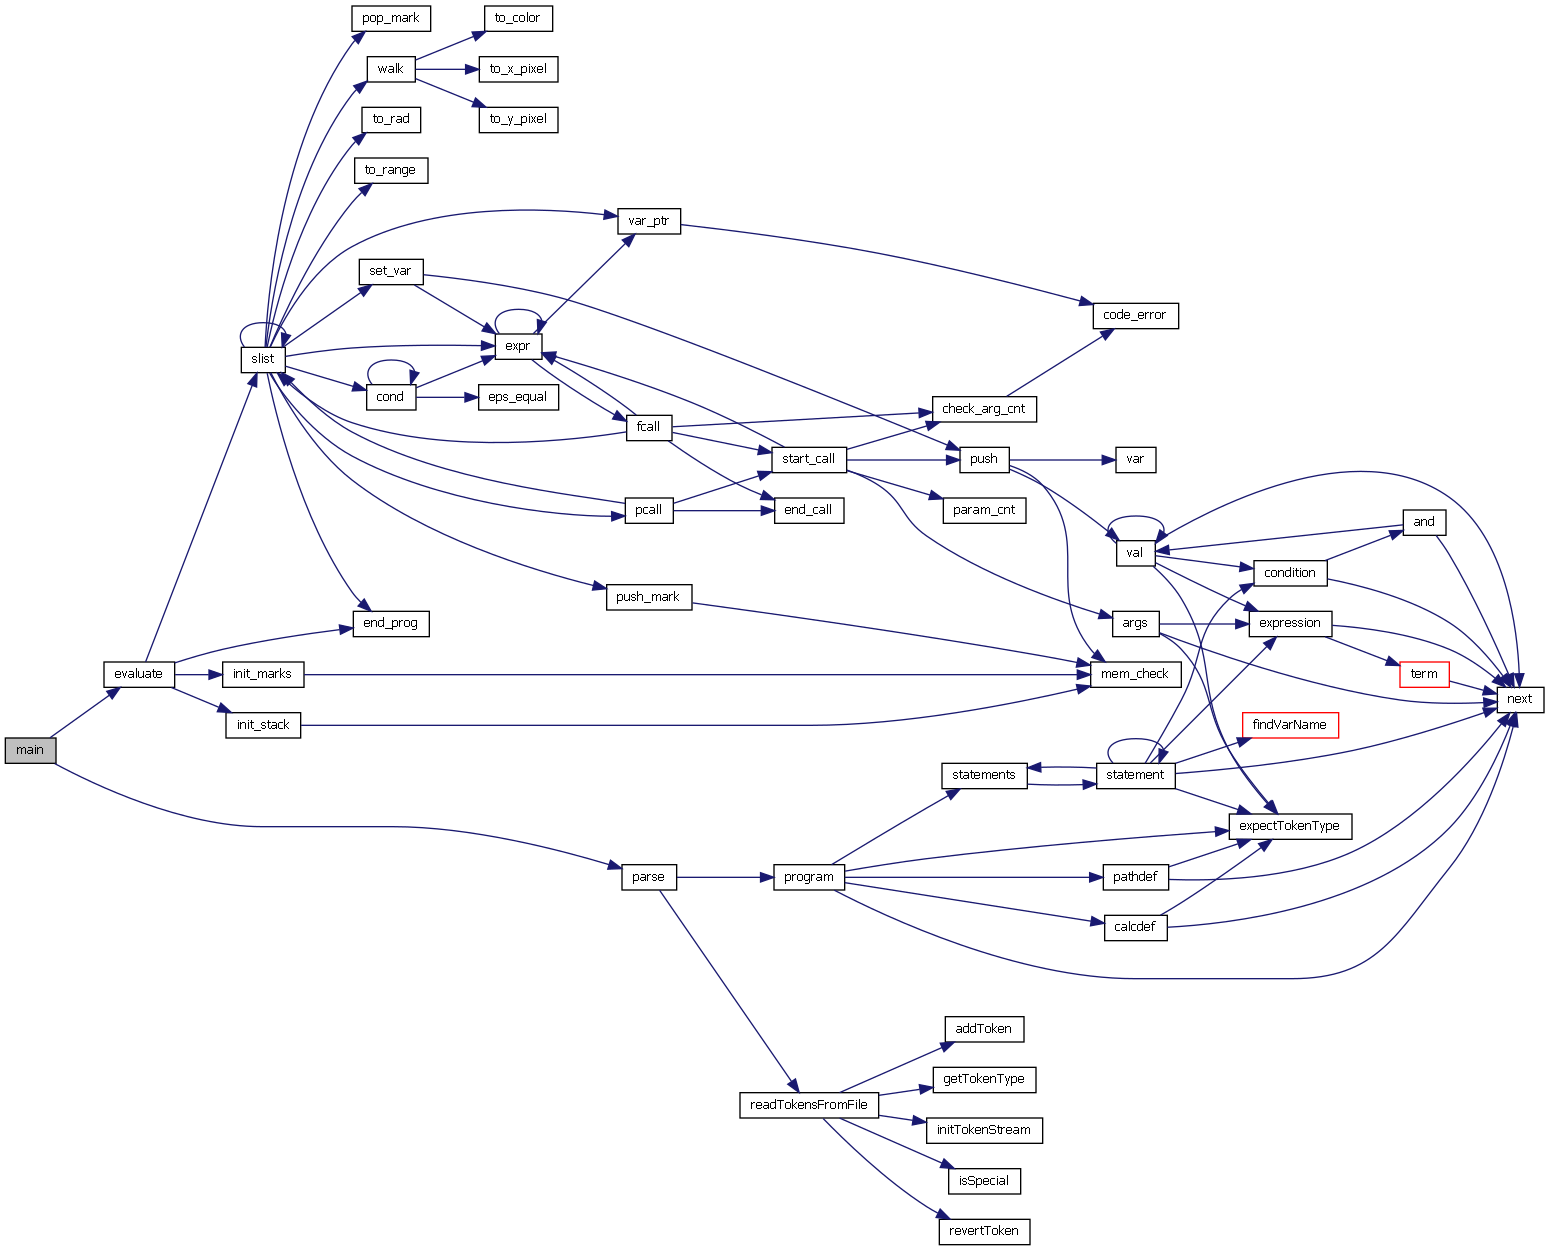 pop_mark
to_color
walk
to_x_pixel
to_y_pixel
to_rad
to_range
var_ptr
set_var
code_error
expr
slist
cond
eps_equal
check_arg_cnt
fcall
start_call
push
var
pcall
end_call
param_cnt
and
val
condition
push_mark
end_prog
args
expression
evaluate
init_marks
mem_check
term
next
init_stack
findVarName
main
statements
statement
expectTokenType
parse
program
pathdef
calcdef
addToken
getTokenType
readTokensFromFile
initTokenStream
isSpecial
revertToken